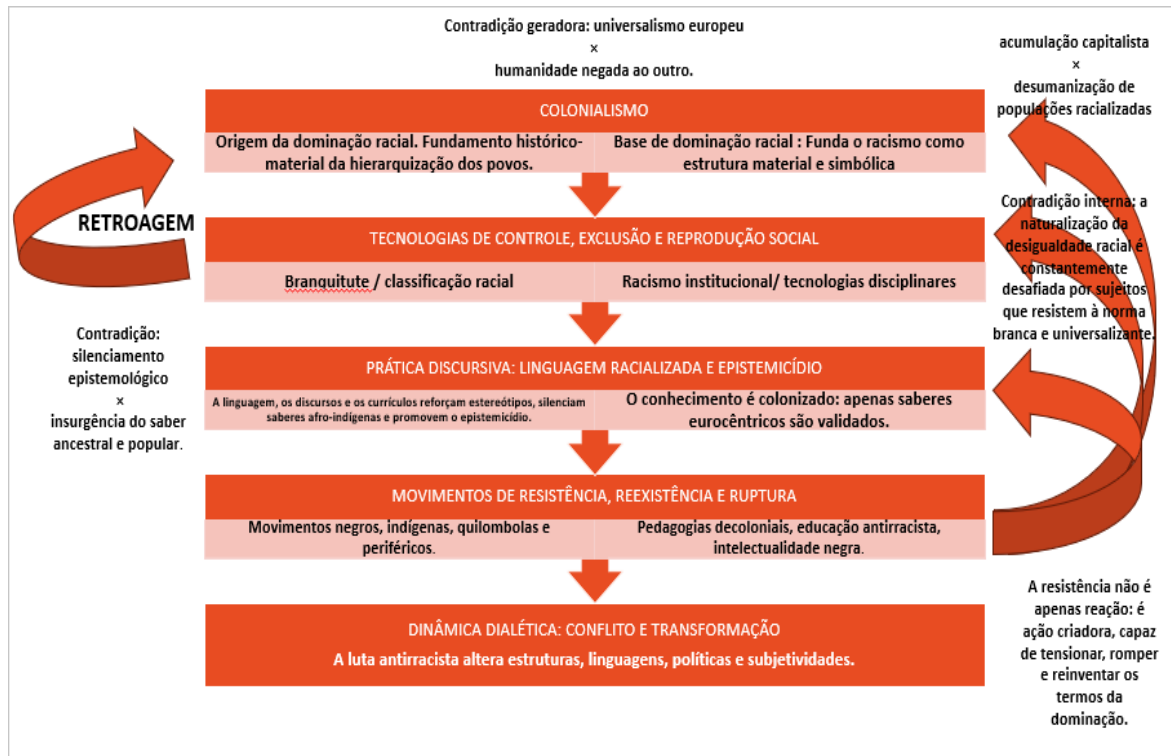 Contradição geradora: universalismo europeu
×
humanidade negada ao outro.
acumulação capitalista
×
desumanização de
populações racializadas
COLONIALISMO
Origem da dominação racial. Fundamento histórico-
material da hierarquização dos povos.
Base de dominação racial : Funda o racismo como
estrutura material e simbólica
RETROAGEM
TECNOLOGIAS DE CONTROLE, EXCLUSÃO E REPRODUÇÃO SOCIAL
Branquitute / classificação racial
Racismo institucional/ tecnologias disciplinares
Contradição interna: a
naturalização da
desigualdade racial é
constantemente
desafiada por sujeitos
que resistem à norma
branca e universalizante.
Contradição:
silenciamento
epistemológico
×
insurgência do saber
ancestral e popular.
PRÁTICA DISCURSIVA: LINGUAGEM RACIALIZADA E EPISTEMICÍDIO
A linguagem, os discursos e os currículos reforçam estereótipos, silenciam
saberes afro-indígenas e promovem o epistemicídio.
O conhecimento é colonizado: apenas saberes
eurocêntricos são validados.
MOVIMENTOS DE RESISTÊNCIA, REEXISTÊNCIA E RUPTURA
Movimentos negros, indígenas, quilombolas e
periféricos.
Pedagogias decoloniais, educação antirracista,
intelectualidade negra.
DINÂMICA DIALÉTICA: CONFLITO E TRANSFORMAÇÃO
A luta antirracista altera estruturas, linguagens, políticas e subjetividades.
A resistência não é
apenas reação: é
ação criadora, capaz
de tensionar, romper
e reinventar os
termos da
dominação.